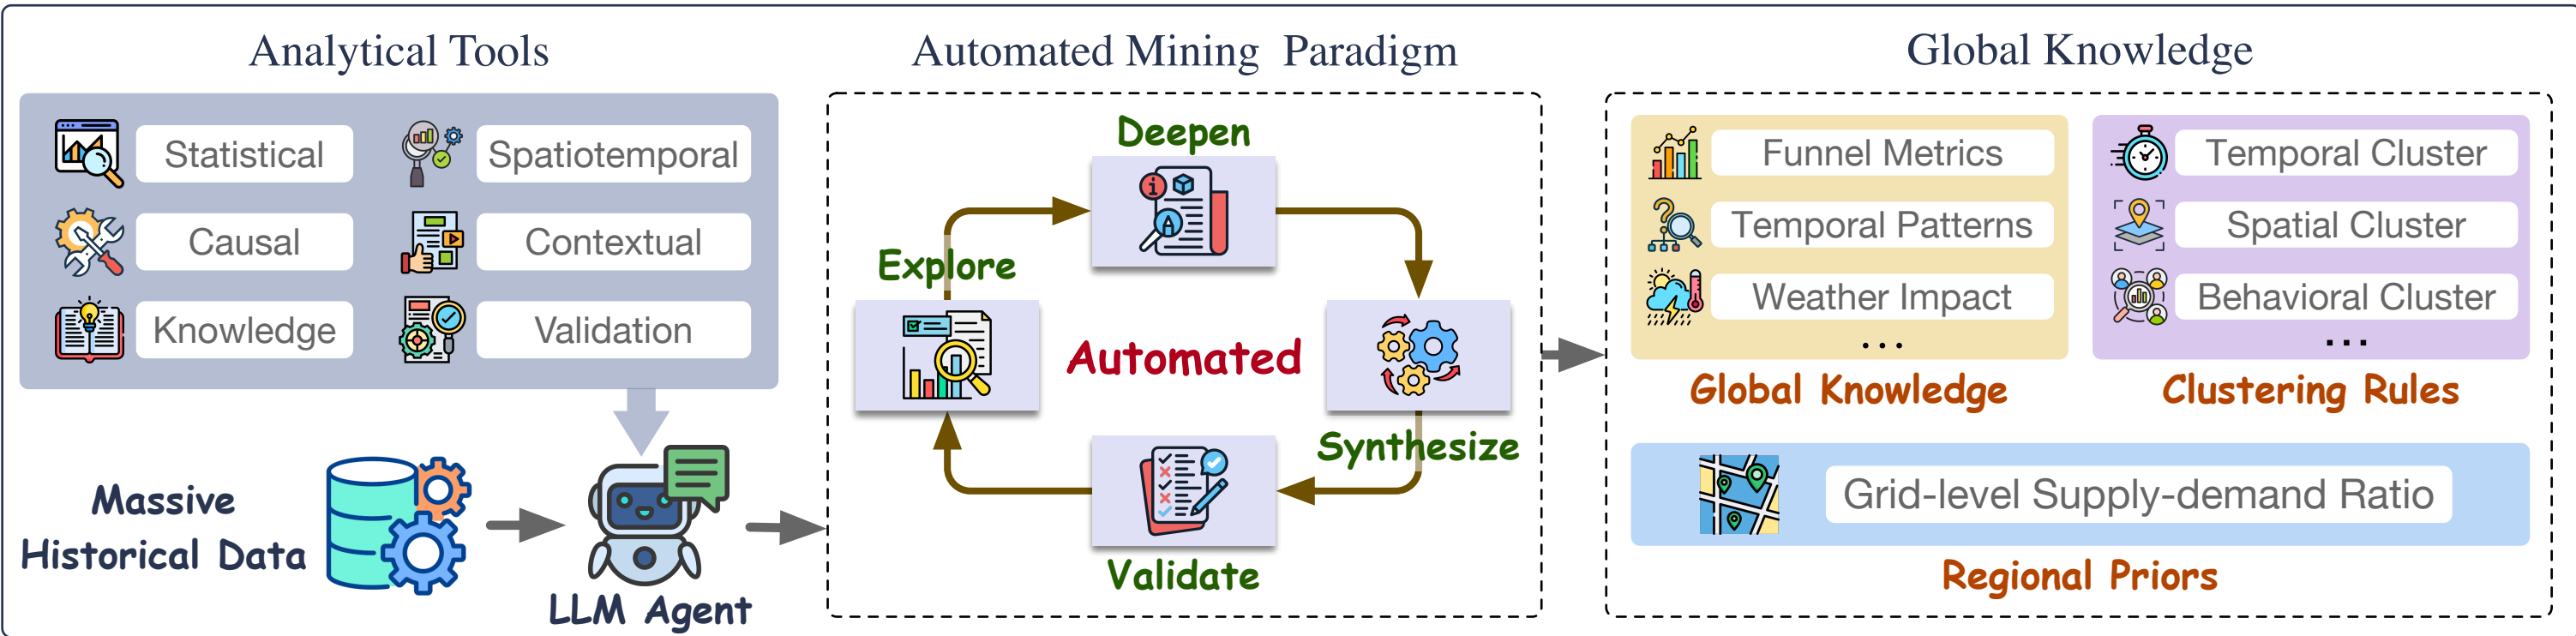 Analytical Tools
Statistical
Spatiotemporal
Causal
Contextual
Knowledge
Validation
Massive
Historical Data
LLM Agent
Automated Mining Paradigm
Deepen
Explore
Automated
Synthesize
Validate
Global Knowledge
Funnel Metrics
Temporal Patterns
Weather Impact
...
Global Knowledge
Temporal Cluster
Spatial Cluster
Behavioral Cluster
...
Clustering Rules
Grid-level Supply-demand Ratio
Regional Priors